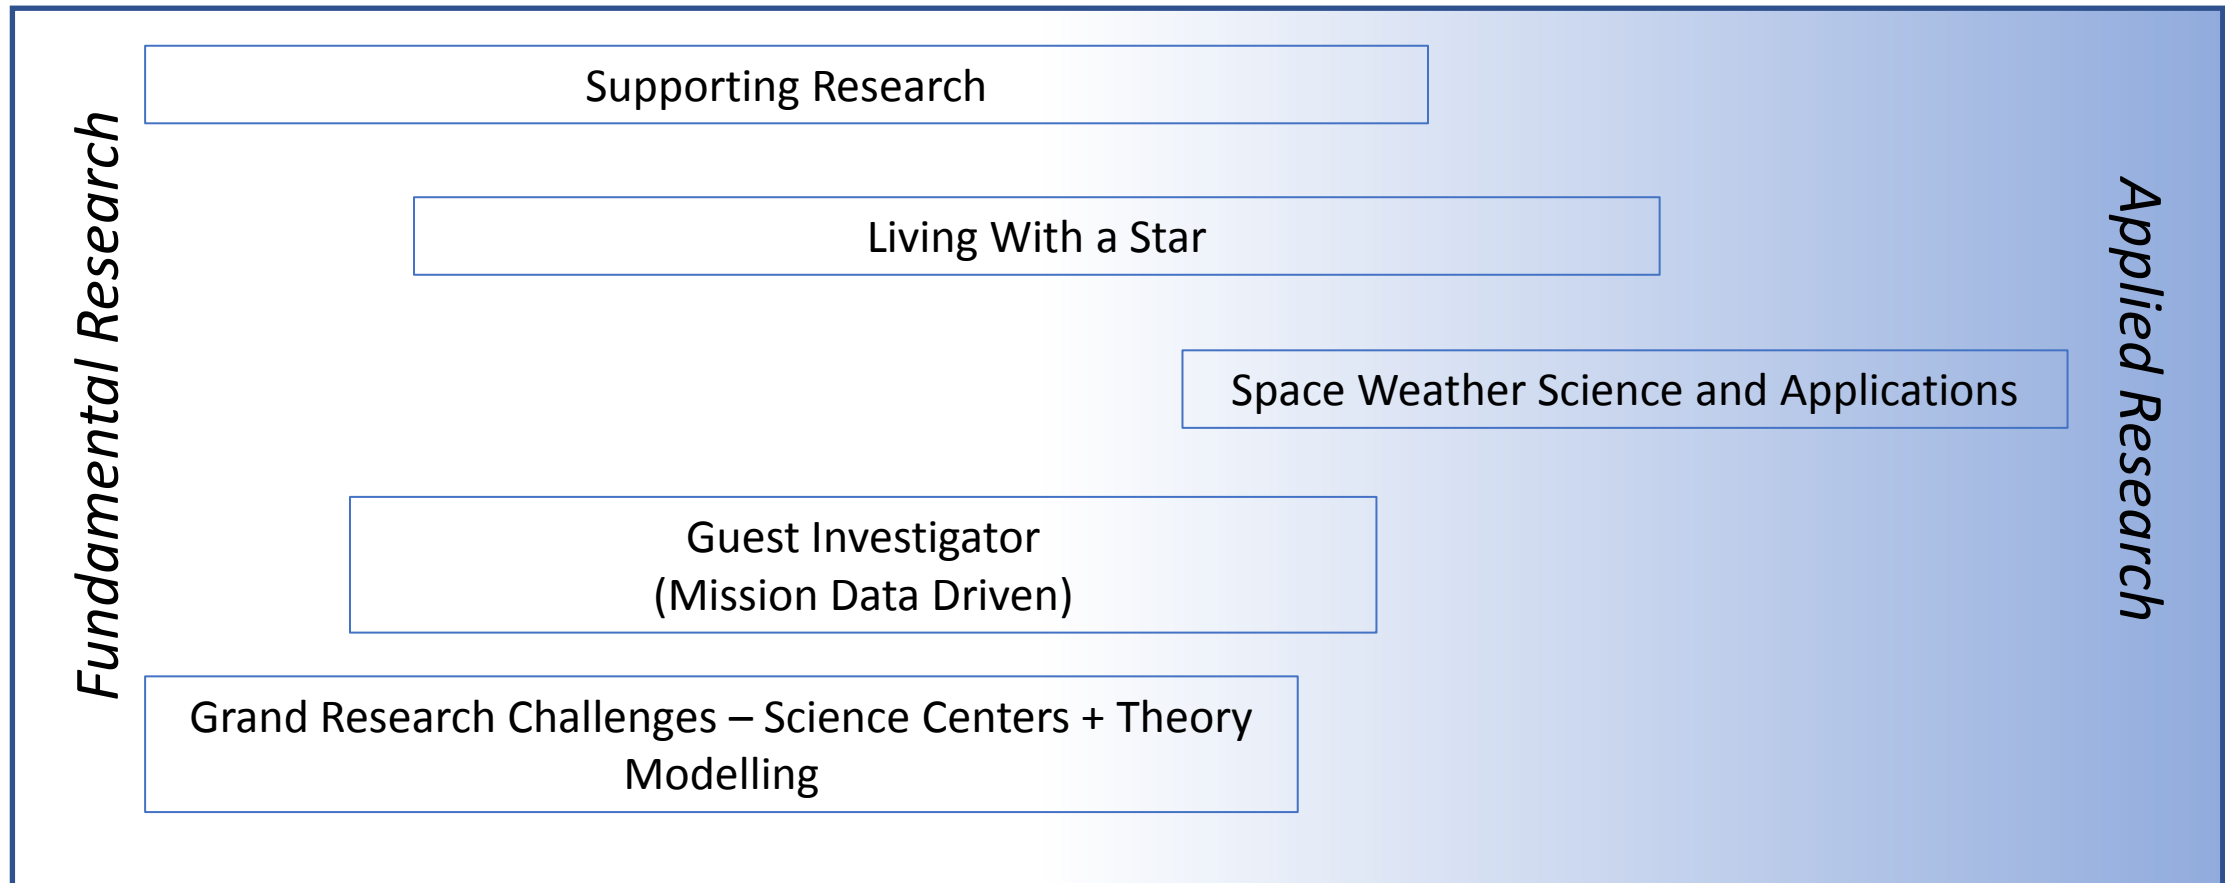 Fundamental Research
Supporting Research
Living With a Star
Space Weather Science and Applications
Guest Investigator
(Mission Data Driven)
Grand Research Challenges – Science Centers + Theory
Modelling
Applied Research